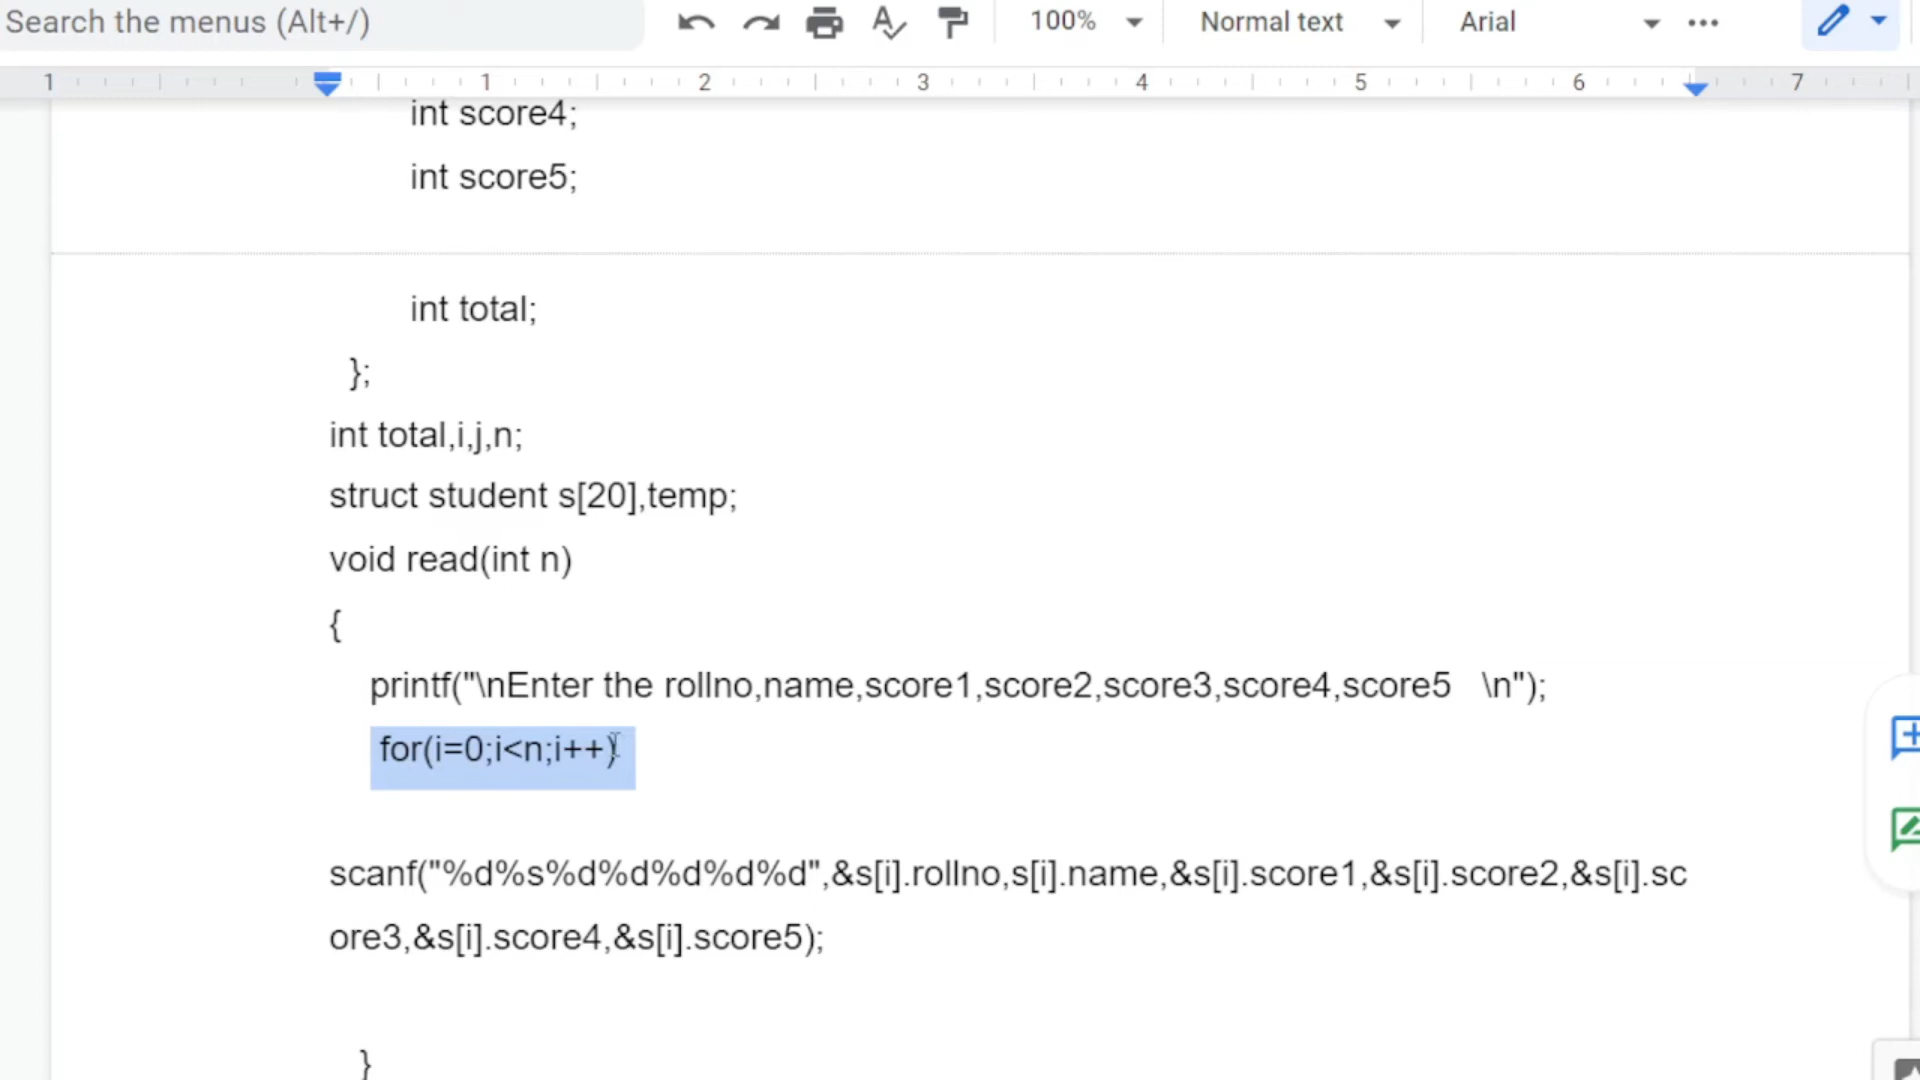 Search the menus (Alt+/) 100% Normal text Arial
1 1 2 3 4 5 6 7
int score4;
int score5;
int total;
};
int total,i,j,n;
struct student s[20],temp;
void read(int n)
{
printf("\nEnter the rollno,name,score1,score2,score3,score4,score5   \n");
for(i=0;i<n;i++)
scanf("%d%s%d%d%d%d%d",&s[i].rollno,s[i].name,&s[i].score1,&s[i].score2,&s[i].sc
ore3,&s[i].score4,&s[i].score5);
}